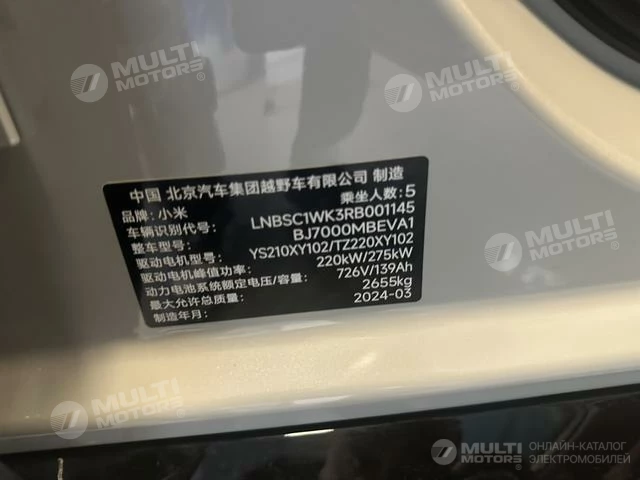 MULTI MOTORS®
MULTI MOTORS
中国 北京汽车集团越野车有限公司 制造
品牌：小米 乘坐人数：5
车辆识别代号： LNBSC1WK3RB001145
整车型号： BJ7000MBEVA1
驱动电机型号： YS210XY102/TZ220XY102
驱动电机峰值功率： 220kW/275kW
动力电池系统额定电压/容量： 726V/139Ah
最大允许总质量： 2655kg
制造年月： 2024-03
MULTI MOTORS
MULTI MOTORS®
MULTI MOTORS® ОНЛАЙН-КАТАЛОГ ЭЛЕКТРОМОБИЛЕЙ